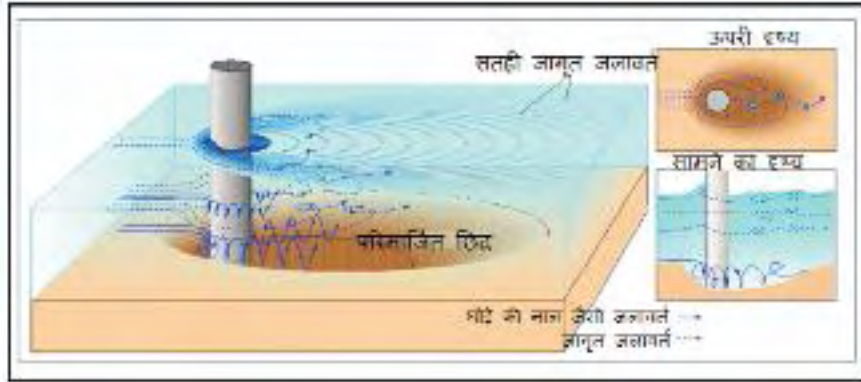 ऊपरी दृष्य
सतही जागृत जलावर्त
सामने का दृष्य
परिमार्जित छिद्र
घोडे की नाल जैसी जलावर्त
जागृत जलावर्त